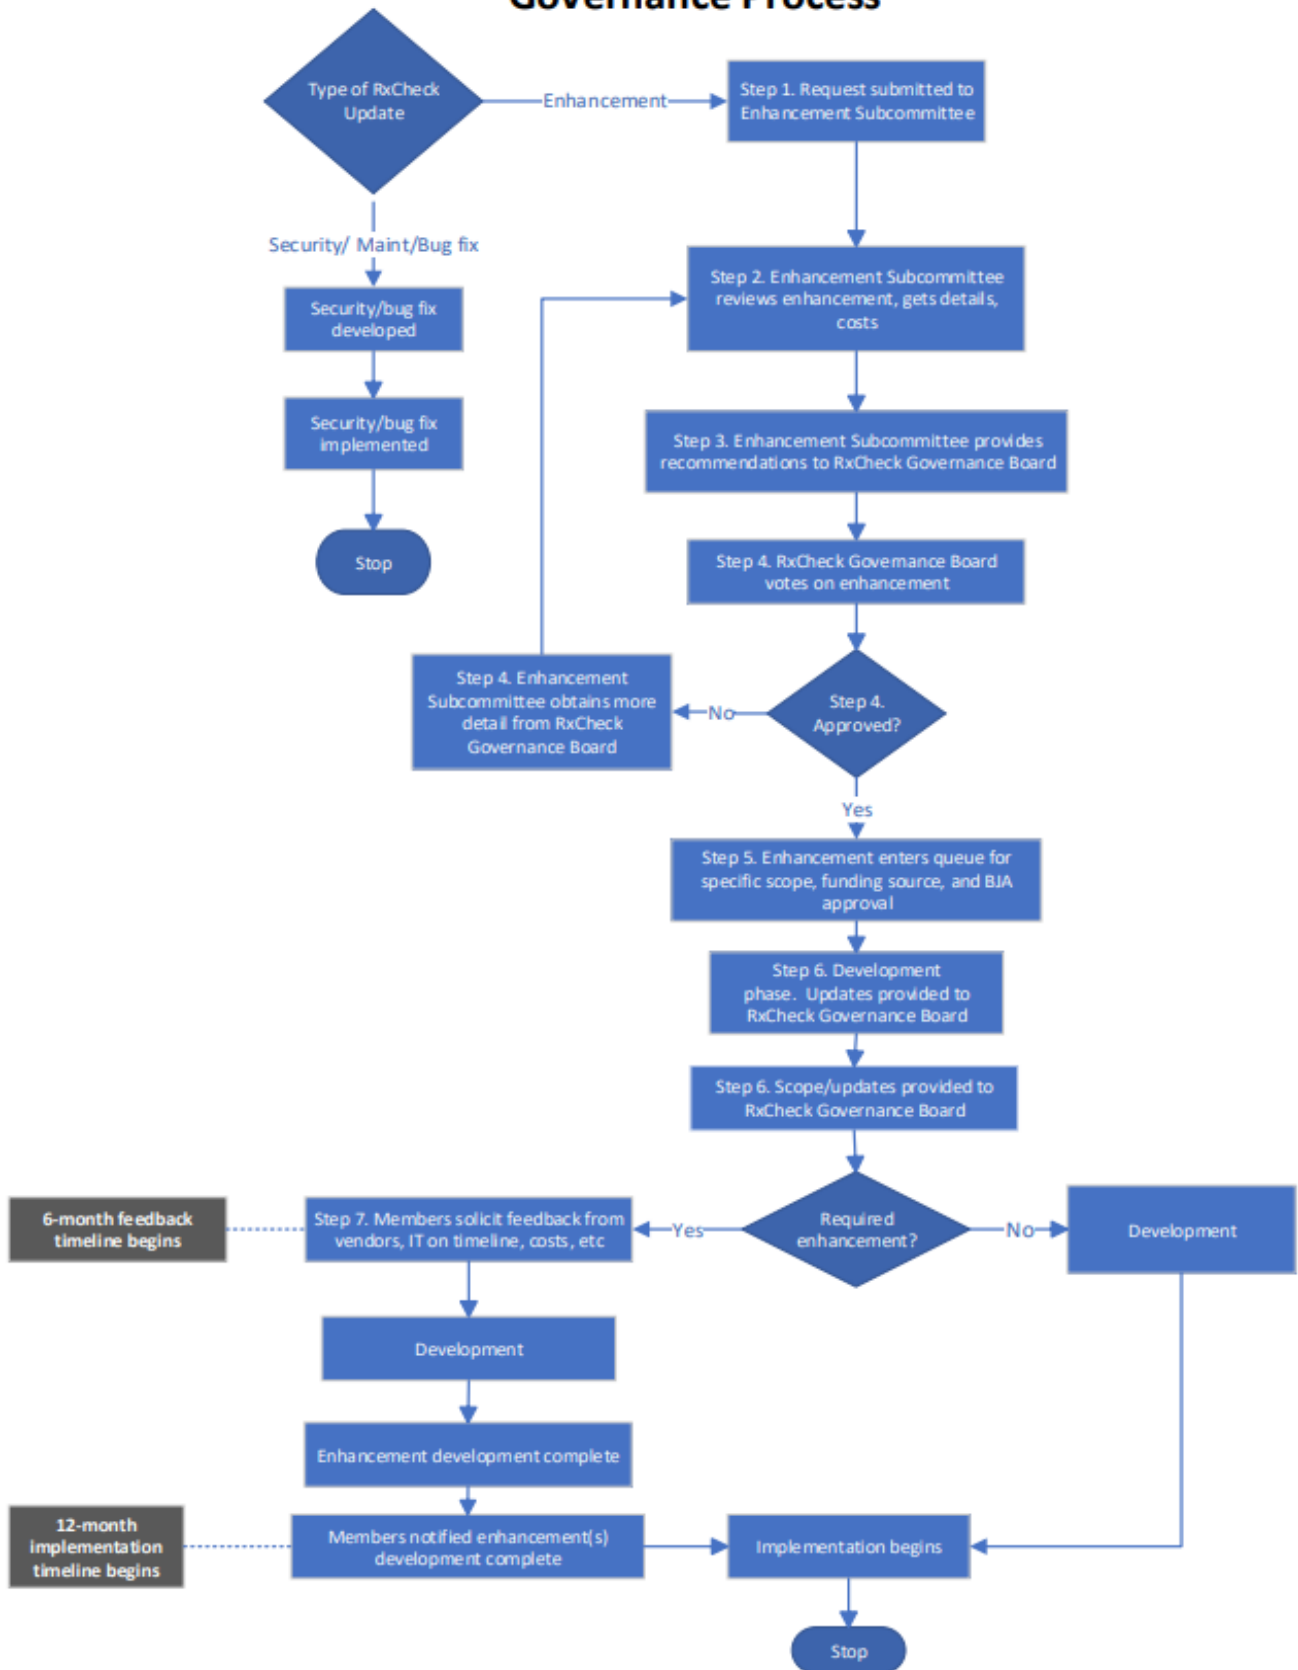 Governance Process
Type of RxCheck
Update
Enhancement
Step 1. Request submitted to
Enhancement Subcommittee
Security/ Maint/Bug fix
Security/bug fix
developed
Security/bug fix
implemented
Stop
Step 2. Enhancement Subcommittee
reviews enhancement, gets details,
costs
Step 3. Enhancement Subcommittee provides
recommendations to RxCheck Governance Board
Step 4. RxCheck Governance Board
votes on enhancement
Step 4.
Approved?
No
Step 4. Enhancement
Subcommittee obtains more
detail from RxCheck
Governance Board
Yes
Step 5. Enhancement enters queue for
specific scope, funding source, and BJA
approval
Step 6. Development
phase.  Updates provided to
RxCheck Governance Board
Step 6. Scope/updates provided to
RxCheck Governance Board
Required
enhancement?
No
Development
Yes
Step 7. Members solicit feedback from
vendors, IT on timeline, costs, etc
6-month feedback
timeline begins
Development
Enhancement development complete
Members notified enhancement(s)
development complete
12-month
implementation
timeline begins
Implementation begins
Stop